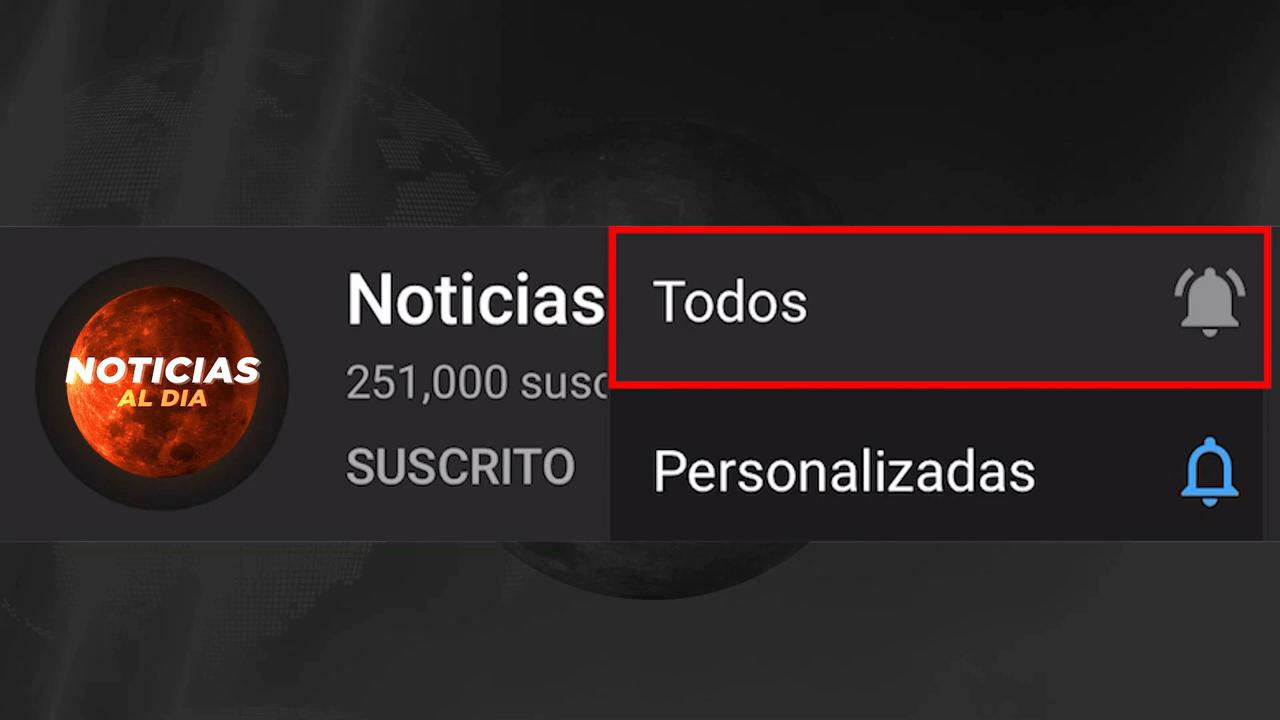 NOTICIAS
AL DIA
Noticias
251,000 susc
SUSCRITO
Todos
Personalizadas